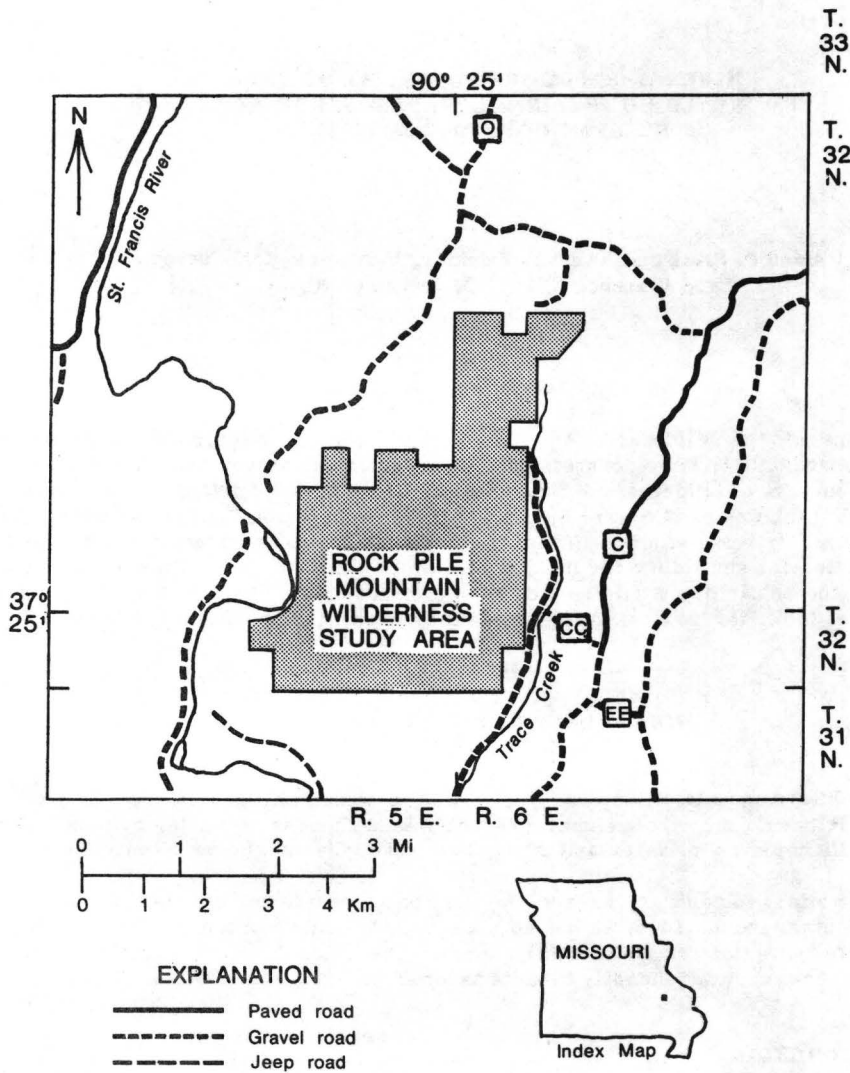 T.
33
N.
90º 25'
N
O
T.
32
N.
St. Francis River
C
ROCK PILE
MOUNTAIN
WILDERNESS
STUDY AREA
37º
25'
CC
T.
32
N.
Trace Creek
EE
T.
31
N.
R. 5 E. R. 6 E.
0 1 2 3 Mi
0 1 2 3 4 Km
EXPLANATION
Paved road
Gravel road
Jeep road
MISSOURI
Index Map